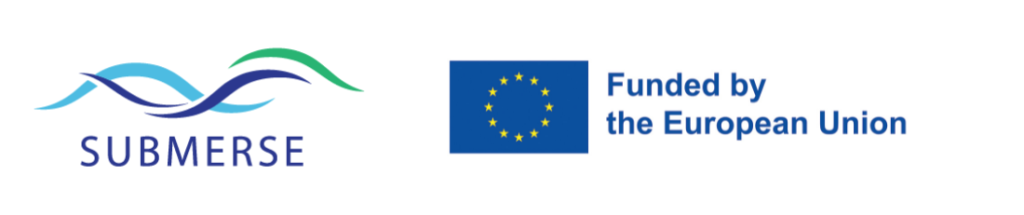 SUBMERSE
Funded by
the European Union